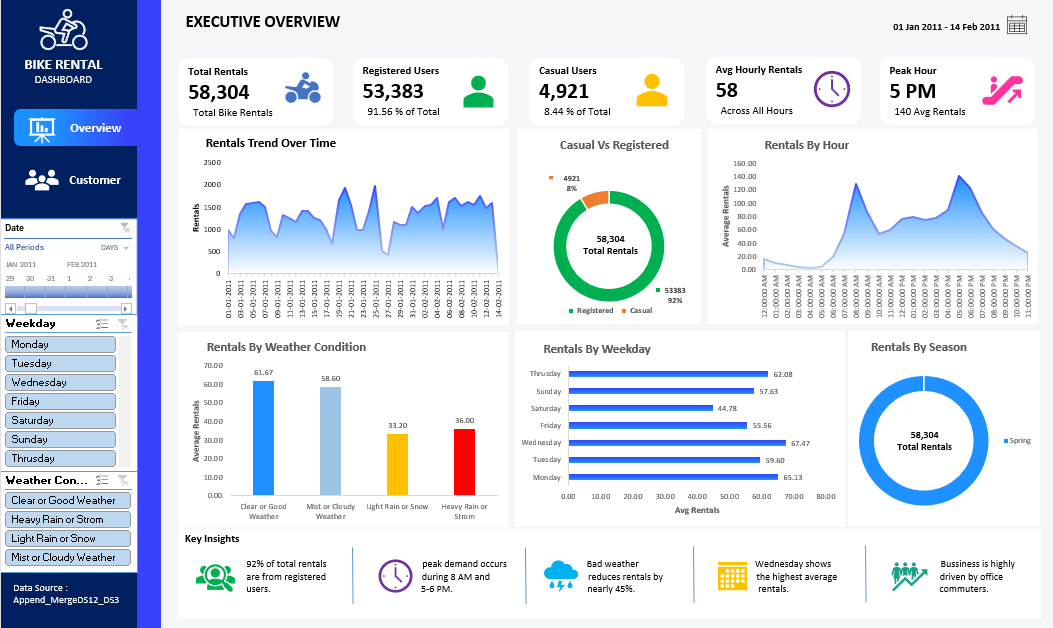 BIKE RENTAL
DASHBOARD
Overview
Customer
Date
All Periods
DAYS
JAN 2011
FEB 2011
29 30 31 1 2 3
Weekday
Monday
Tuesday
Wednesday
Friday
Saturday
Sunday
Thrusday
Weather Con...
Clear or Good Weather
Heavy Rain or Strom
Light Rain or Snow
Mist or Cloudy Weather
Data Source :
Append_MergeDS12_DS3
EXECUTIVE OVERVIEW
01 Jan 2011 - 14 Feb 2011
Total Rentals
58,304
Total Bike Rentals
Registered Users
53,383
91.56 % of Total
Casual Users
4,921
8.44 % of Total
Avg Hourly Rentals
58
Across All Hours
Peak Hour
5 PM
140 Avg Rentals
Rentals Trend Over Time
Rentals
2500
2000
1500
1000
500
0
01-01-2011
03-01-2011
05-01-2011
07-01-2011
09-01-2011
11-01-2011
13-01-2011
15-01-2011
17-01-2011
19-01-2011
21-01-2011
23-01-2011
25-01-2011
27-01-2011
29-01-2011
31-01-2011
02-02-2011
04-02-2011
06-02-2011
08-02-2011
10-02-2011
12-02-2011
14-02-2011
Casual Vs Registered
4921
8%
58,304
Total Rentals
53383
92%
Registered
Casual
Rentals By Hour
Average Rentals
160.00
140.00
120.00
100.00
80.00
60.00
40.00
20.00
0.00
12:00:00 AM
01:00:00 AM
02:00:00 AM
03:00:00 AM
04:00:00 AM
05:00:00 AM
06:00:00 AM
07:00:00 AM
08:00:00 AM
09:00:00 AM
10:00:00 AM
11:00:00 AM
12:00:00 PM
01:00:00 PM
02:00:00 PM
03:00:00 PM
04:00:00 PM
05:00:00 PM
06:00:00 PM
07:00:00 PM
08:00:00 PM
09:00:00 PM
10:00:00 PM
11:00:00 PM
Rentals By Weather Condition
Average Rentals
70.00
60.00
50.00
40.00
30.00
20.00
10.00
0.00
61.67
58.60
33.20
36.00
Clear or Good
Weather
Mist or Cloudy
Weather
Light Rain or Snow
Heavy Rain or
Strom
Rentals By Weekday
Thrusday
62.08
Sunday
57.63
Saturday
44.78
Friday
55.56
Wednesday
67.47
Tuesday
59.60
Monday
65.13
0.00 10.00 20.00 30.00 40.00 50.00 60.00 70.00 80.00
Avg Rentals
Rentals By Season
58,304
Total Rentals
Spring
Key Insights
92% of total rentals
are from registered
users.
peak demand occurs
during 8 AM and
5-6 PM.
Bad weather
reduces rentals by
nearly 45%.
Wednesday shows
the highest average
rentals.
Bussiness is highly
driven by office
commuters.